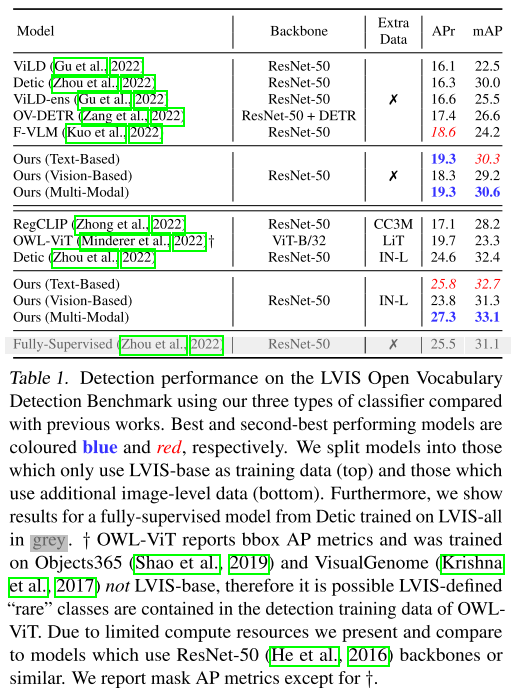 Model Backbone Extra Data APr mAP
ViLD (Gu et al., 2022) ResNet-50 16.1 22.5
Detic (Zhou et al., 2022) ResNet-50 16.3 30.0
ViLD-ens (Gu et al., 2022) ResNet-50 ✗ 16.6 25.5
OV-DETR (Zang et al., 2022) ResNet-50 + DETR 17.4 26.6
F-VLM (Kuo et al., 2022) ResNet-50 18.6 24.2
Ours (Text-Based) 19.3 30.3
Ours (Vision-Based) ResNet-50 ✗ 18.3 29.2
Ours (Multi-Modal) 19.3 30.6
RegCLIP (Zhong et al., 2022) ResNet-50 CC3M 17.1 28.2
OWL-ViT (Minderer et al., 2022) † ViT-B/32 LiT 19.7 23.3
Detic (Zhou et al., 2022) ResNet-50 IN-L 24.6 32.4
Ours (Text-Based) 25.8 32.7
Ours (Vision-Based) ResNet-50 IN-L 23.8 31.3
Ours (Multi-Modal) 27.3 33.1
Fully-Supervised (Zhou et al., 2022) ResNet-50 ✗ 25.5 31.1
Table 1. Detection performance on the LVIS Open Vocabulary
Detection Benchmark using our three types of classifier compared
with previous works. Best and second-best performing models are
coloured blue and red, respectively. We split models into those
which only use LVIS-base as training data (top) and those which
use additional image-level data (bottom). Furthermore, we show
results for a fully-supervised model from Detic trained on LVIS-all
in grey. † OWL-ViT reports bbox AP metrics and was trained
on Objects365 (Shao et al., 2019) and VisualGenome (Krishna
et al., 2017) not LVIS-base, therefore it is possible LVIS-defined
“rare” classes are contained in the detection training data of OWL-
ViT. Due to limited compute resources we present and compare
to models which use ResNet-50 (He et al., 2016) backbones or
similar. We report mask AP metrics except for †.